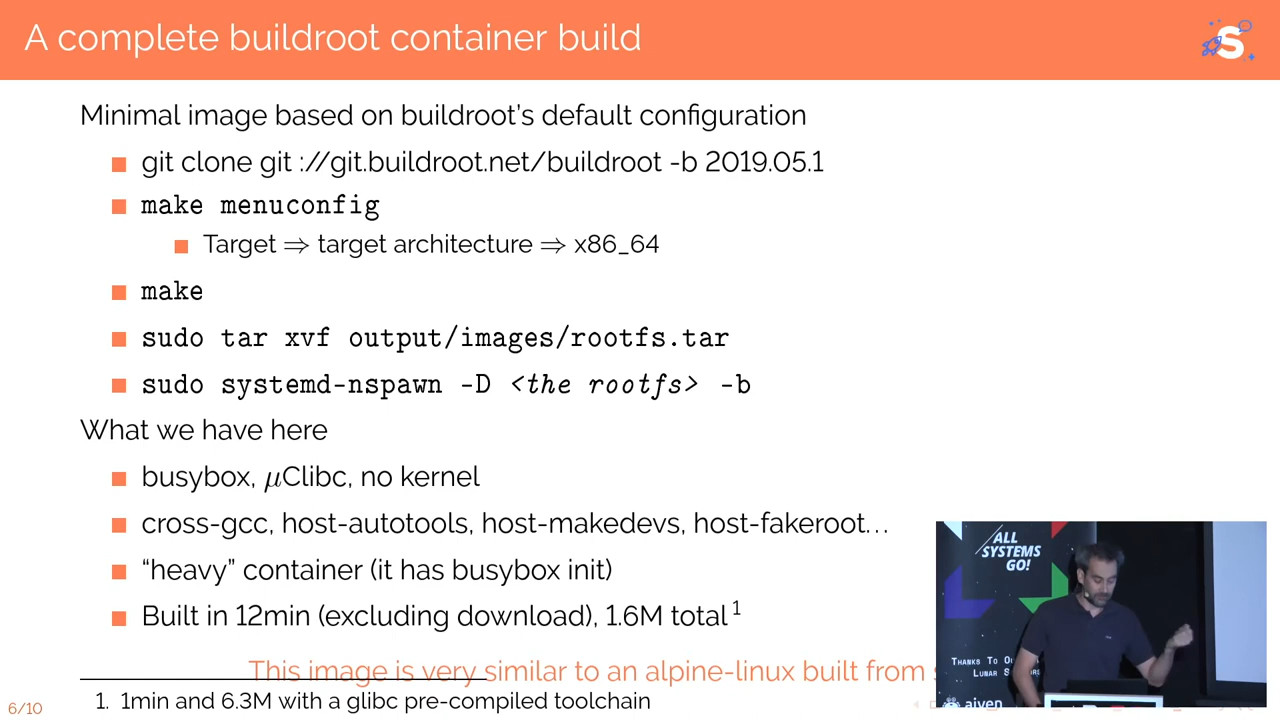 A complete buildroot container build
S
Minimal image based on buildroot's default configuration
git clone git ://git.buildroot.net/buildroot -b 2019.05.1
make menuconfig
Target ⇒ target architecture ⇒ x86_64
make
sudo tar xvf output/images/rootfs.tar
sudo systemd-nspawn -D <the rootfs> -b
What we have here
busybox, μClibc, no kernel
cross-gcc, host-autotools, host-makedevs, host-fakeroot…
“heavy” container (it has busybox init)
Built in 12min (excluding download), 1.6M total 1
This image is very similar to an alpine-linux built from
1. 1min and 6.3M with a glibc pre-compiled toolchain
6/10
ALL
SYSTEMS
GO!
THANKS TO
LUNAR
aiven